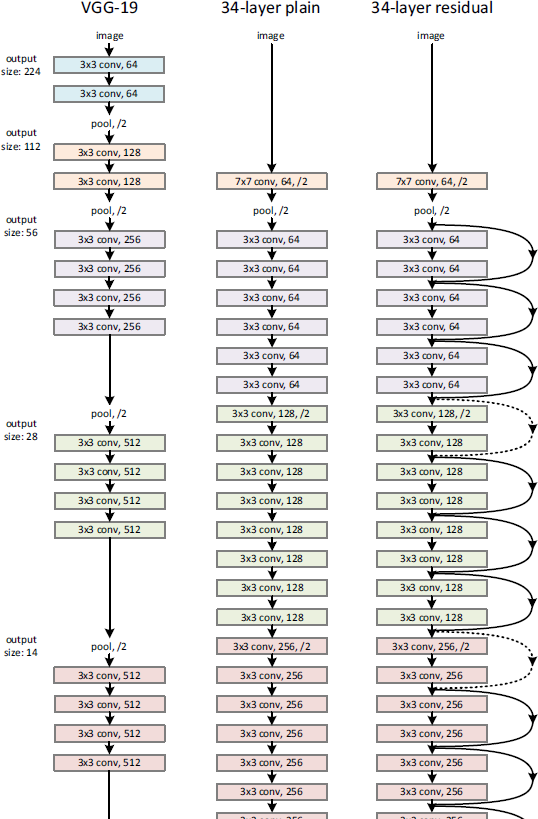 VGG-19
34-layer plain
34-layer residual
image
image
image
output
size: 224
3x3 conv, 64
3x3 conv, 64
output
size: 112
pool, /2
3x3 conv, 128
3x3 conv, 128
7x7 conv, 64, /2
7x7 conv, 64, /2
output
size: 56
pool, /2
pool, /2
pool, /2
3x3 conv, 256
3x3 conv, 64
3x3 conv, 64
3x3 conv, 256
3x3 conv, 64
3x3 conv, 64
3x3 conv, 256
3x3 conv, 64
3x3 conv, 64
3x3 conv, 256
3x3 conv, 64
3x3 conv, 64
3x3 conv, 64
3x3 conv, 64
3x3 conv, 64
3x3 conv, 64
output
size: 28
pool, /2
3x3 conv, 128, /2
3x3 conv, 128, /2
3x3 conv, 512
3x3 conv, 128
3x3 conv, 128
3x3 conv, 512
3x3 conv, 128
3x3 conv, 128
3x3 conv, 512
3x3 conv, 128
3x3 conv, 128
3x3 conv, 512
3x3 conv, 128
3x3 conv, 128
3x3 conv, 128
3x3 conv, 128
3x3 conv, 128
3x3 conv, 128
3x3 conv, 128
3x3 conv, 128
output
size: 14
pool, /2
3x3 conv, 256, /2
3x3 conv, 256, /2
3x3 conv, 512
3x3 conv, 256
3x3 conv, 256
3x3 conv, 512
3x3 conv, 256
3x3 conv, 256
3x3 conv, 512
3x3 conv, 256
3x3 conv, 256
3x3 conv, 512
3x3 conv, 256
3x3 conv, 256
3x3 conv, 256
3x3 conv, 256